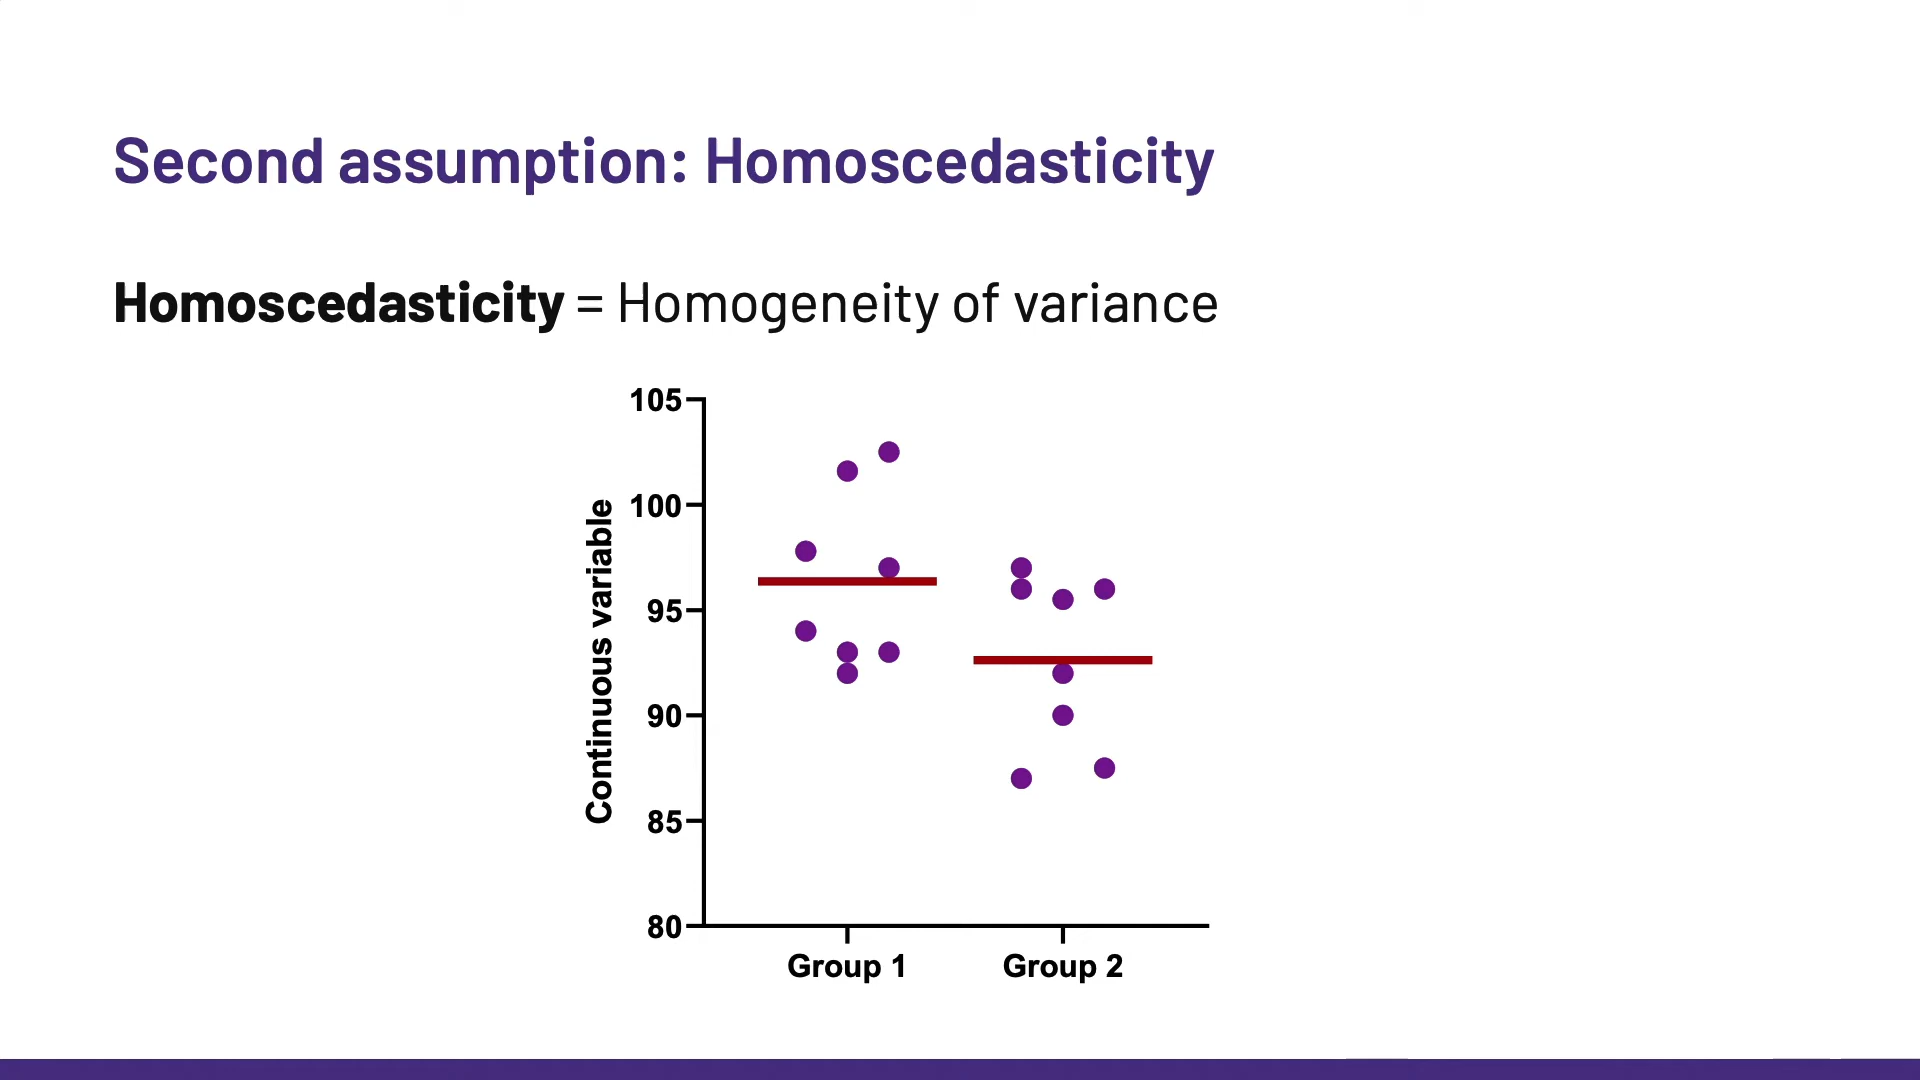 Second assumption: Homoscedasticity
Homoscedasticity = Homogeneity of variance
105
100
95
90
85
80
Continuous variable
Group 1
Group 2